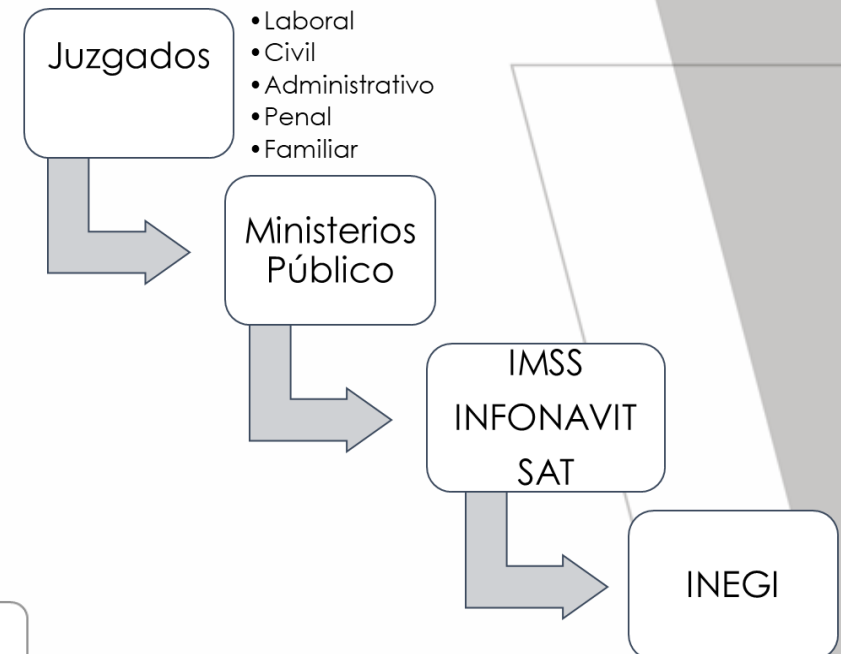 Juzgados
•Laboral
•Civil
•Administrativo
•Penal
•Familiar
Ministerios
Público
IMSS
INFONAVIT
SAT
INEGI